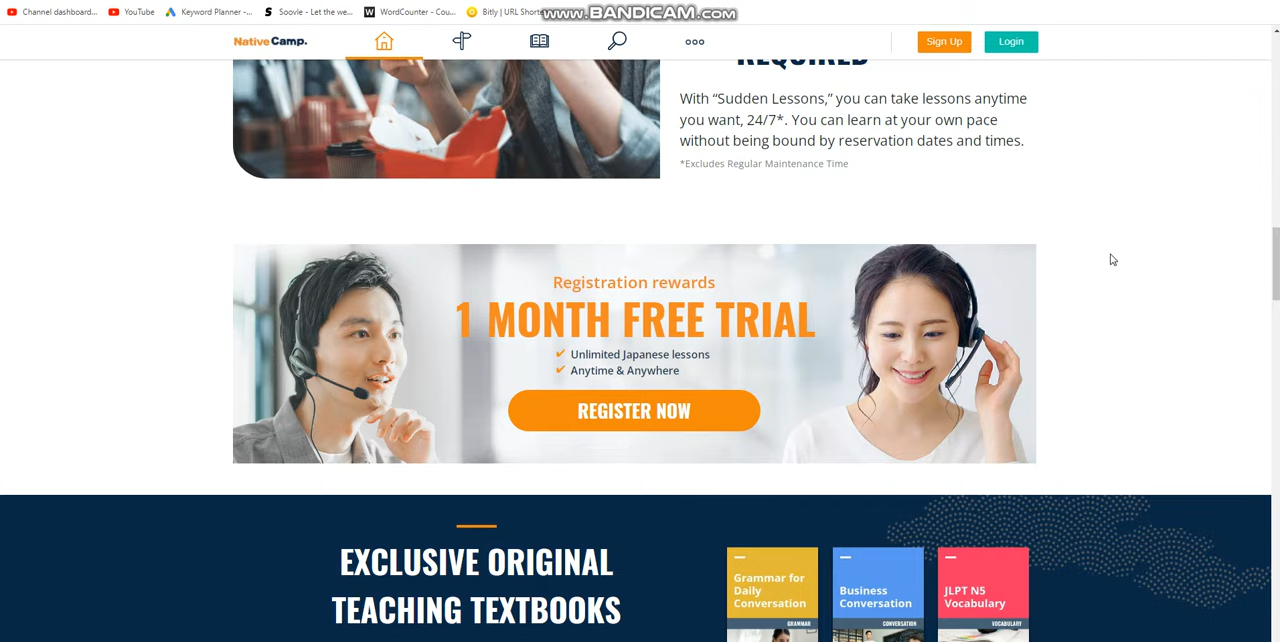 Channel dashboard... YouTube Keyword Planner -... Soovle - Let the we... WordCounter - Cou... Bitly | URL Shorte
www.BANDICAM.com
NativeCamp. Sign Up Login
REQUIRED
With “Sudden Lessons,” you can take lessons anytime
you want, 24/7*. You can learn at your own pace
without being bound by reservation dates and times.
*Excludes Regular Maintenance Time
Registration rewards
1 MONTH FREE TRIAL
✔ Unlimited Japanese lessons
✔ Anytime & Anywhere
REGISTER NOW
EXCLUSIVE ORIGINAL
TEACHING TEXTBOOKS
Grammar for
Daily
Conversation
GRAMMAR
Business
Conversation
CONVERSATION
JLPT N5
Vocabulary
VOCABULARY